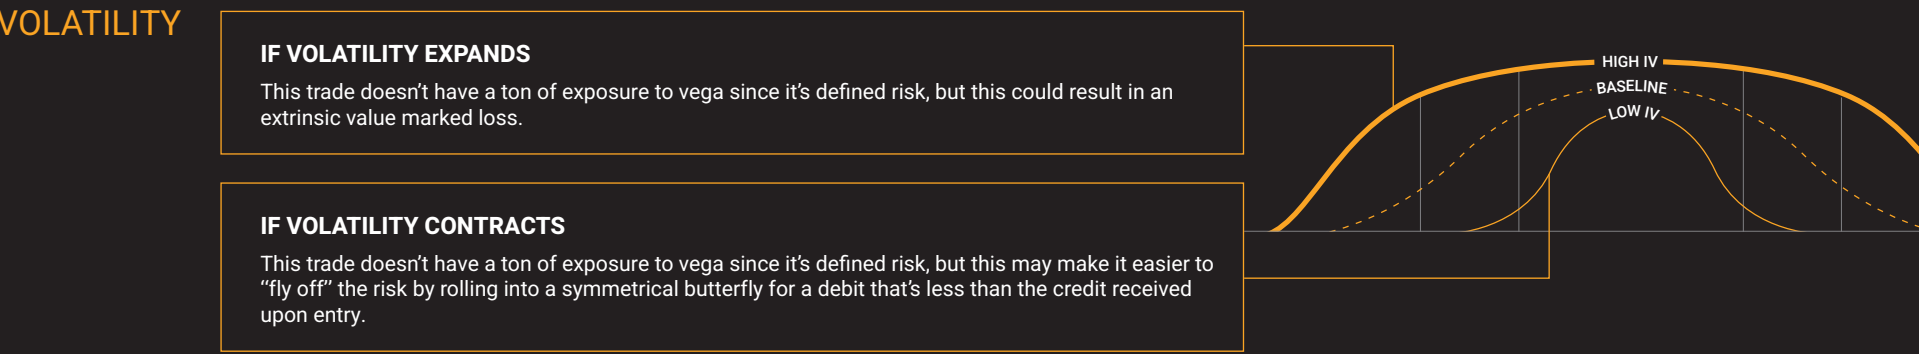 VOLATILITY
IF VOLATILITY EXPANDS
This trade doesn't have a ton of exposure to vega since it's defined risk, but this could result in an
extrinsic value marked loss.
HIGH IV
BASELINE
LOW IV
IF VOLATILITY CONTRACTS
This trade doesn't have a ton of exposure to vega since it's defined risk, but this may make it easier to
“fly off” the risk by rolling into a symmetrical butterfly for a debit that's less than the credit received
upon entry.